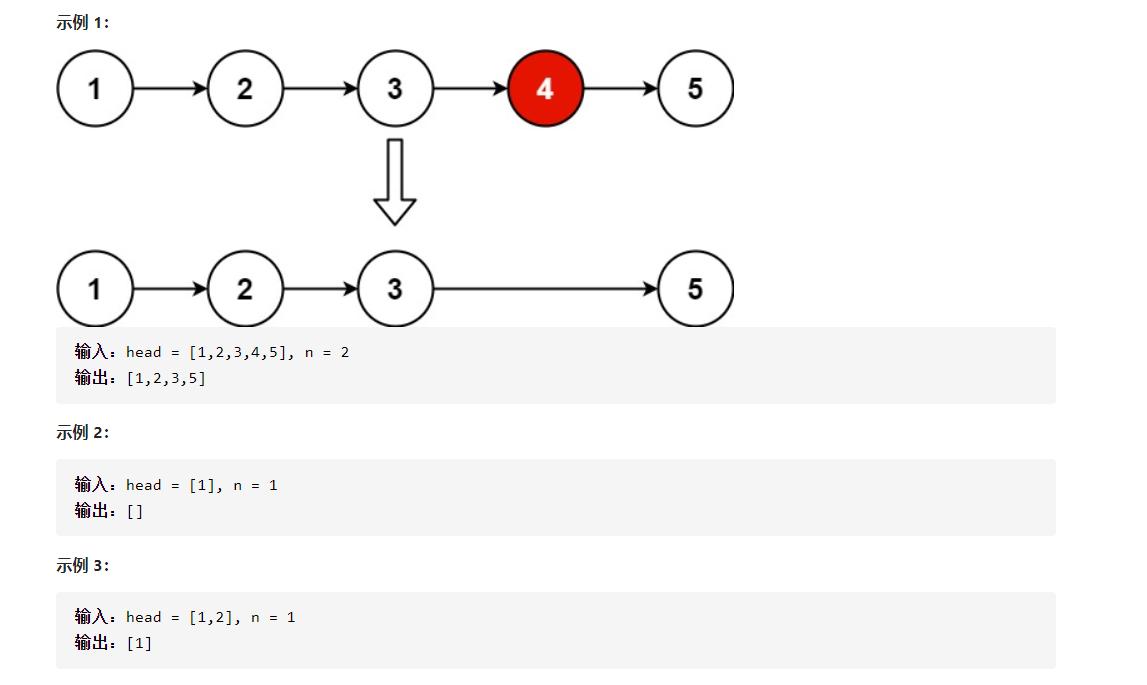 示例 1：
1 2 3 4 5
1 2 3 5
输入：head = [1,2,3,4,5], n = 2
输出：[1,2,3,5]
示例 2：
输入：head = [1], n = 1
输出：[]
示例 3：
输入：head = [1,2], n = 1
输出：[1]